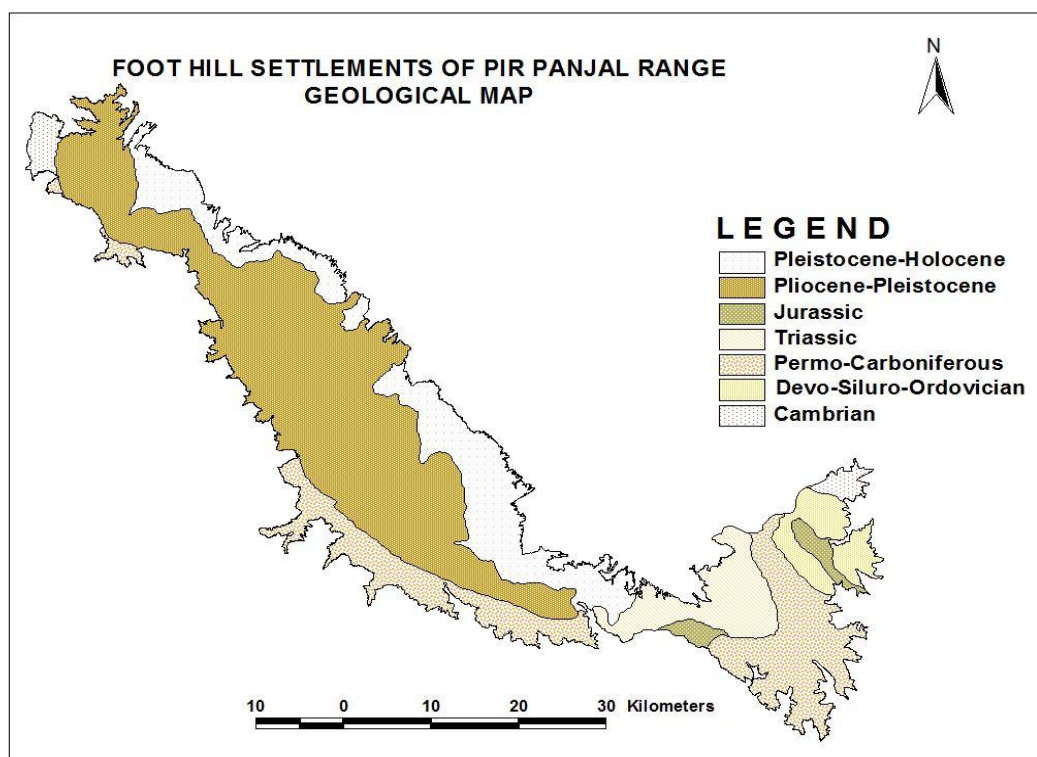 FOOT HILL SETTLEMENTS OF PIR PANJAL RANGE
GEOLOGICAL MAP
N
LEGEND
Pleistocene-Holocene
Pliocene-Pleistocene
Jurassic
Triassic
Permo-Carboniferous
Devo-Siluro-Ordovician
Cambrian
10 0 10 20 30 Kilometers